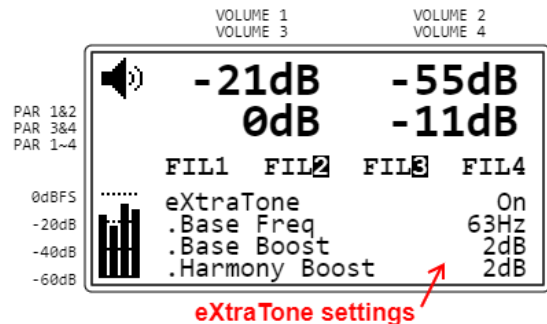 VOLUME 1 VOLUME 2
VOLUME 3 VOLUME 4
-21dB -55dB
PAR 1&2
PAR 3&4
PAR 1~4
0dB -11dB
FIL1 FIL2 FIL3 FIL4
0dBFS
-20dB
-40dB
-60dB
eXtraTone On
.Base Freq 63Hz
.Base Boost 2dB
.Harmony Boost 2dB
eXtraTone settings